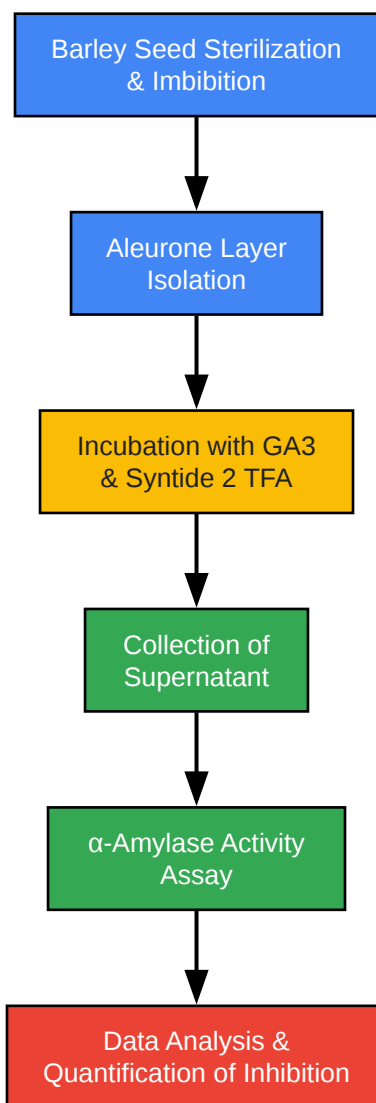 Barley Seed Sterilization
& Imbibition
Aleurone Layer
Isolation
Incubation with GA3
& Syntide 2 TFA
Collection of
Supernatant
α-Amylase Activity
Assay
Data Analysis &
Quantification of Inhibition